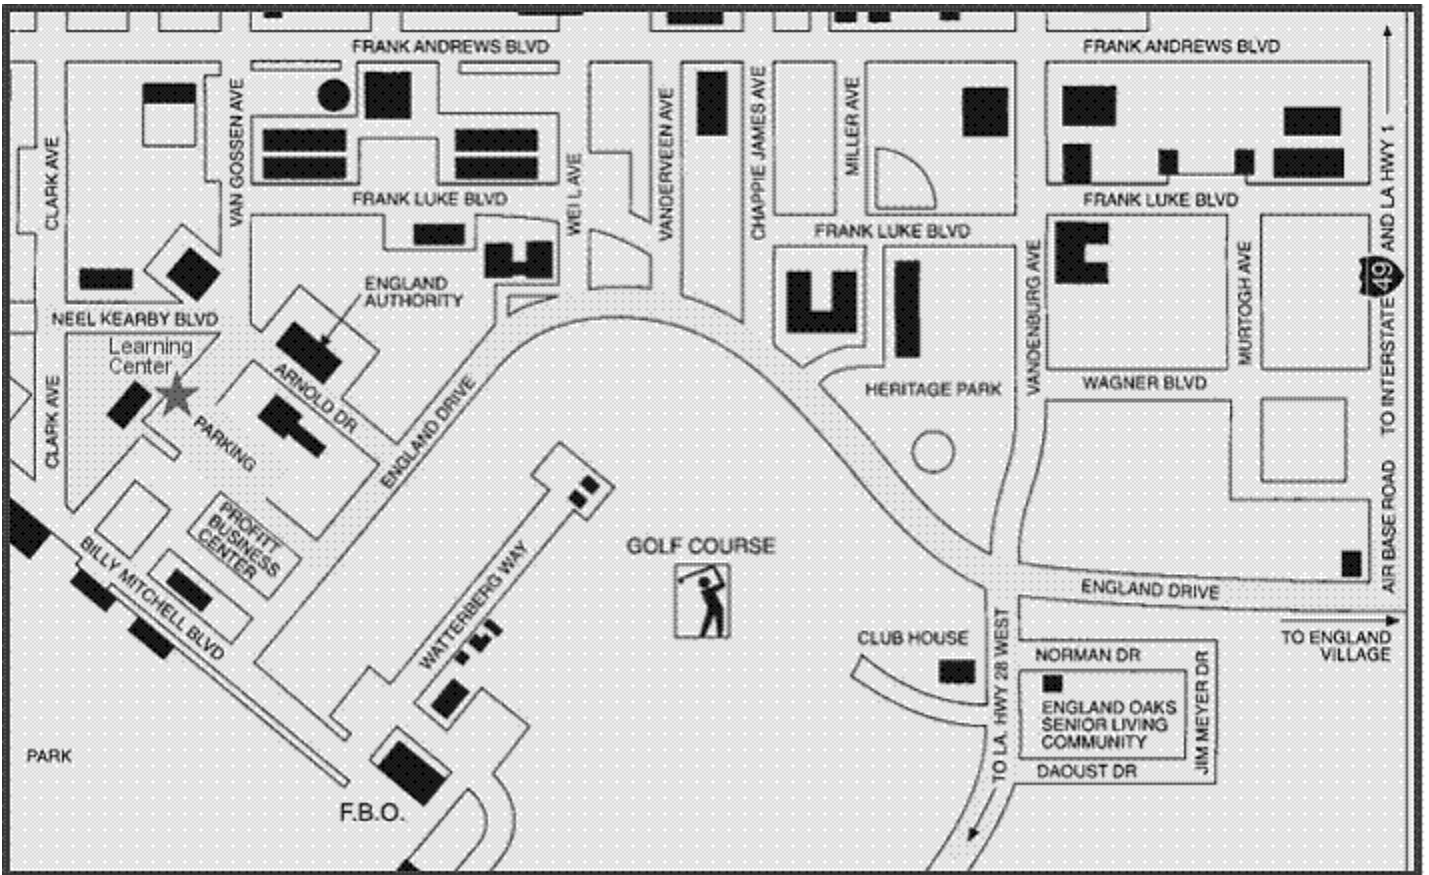 FRANK ANDREWS BLVD
FRANK ANDREWS BLVD
CLARK AVE
VAN GOSSEN AVE
WEI L AVE
VANDERVEEN AVE
CHAPPIE JAMES AVE
MILLER AVE
TO INTERSTATE AND LA HWY 1
49
FRANK LUKE BLVD
FRANK LUKE BLVD
FRANK LUKE BLVD
VANDENBURG AVE
MURTOGH AVE
ENGLAND
AUTHORITY
NEEL KEARBY BLVD
Learning
Center
CLARK AVE
ARNOLD DR
PARKING
ENGLAND DRIVE
HERITAGE PARK
WAGNER BLVD
AIR BASE ROAD
PROFITT
BUSINESS
CENTER
BILLY MITCHELL BLVD
WATTERBERG WAY
GOLF COURSE
ENGLAND DRIVE
TO ENGLAND
VILLAGE
CLUB HOUSE
TO LA. HWY 28 WEST
NORMAN DR
JIM MEYER DR
ENGLAND OAKS
SENIOR LIVING
COMMUNITY
DAOUST DR
PARK
F.B.O.